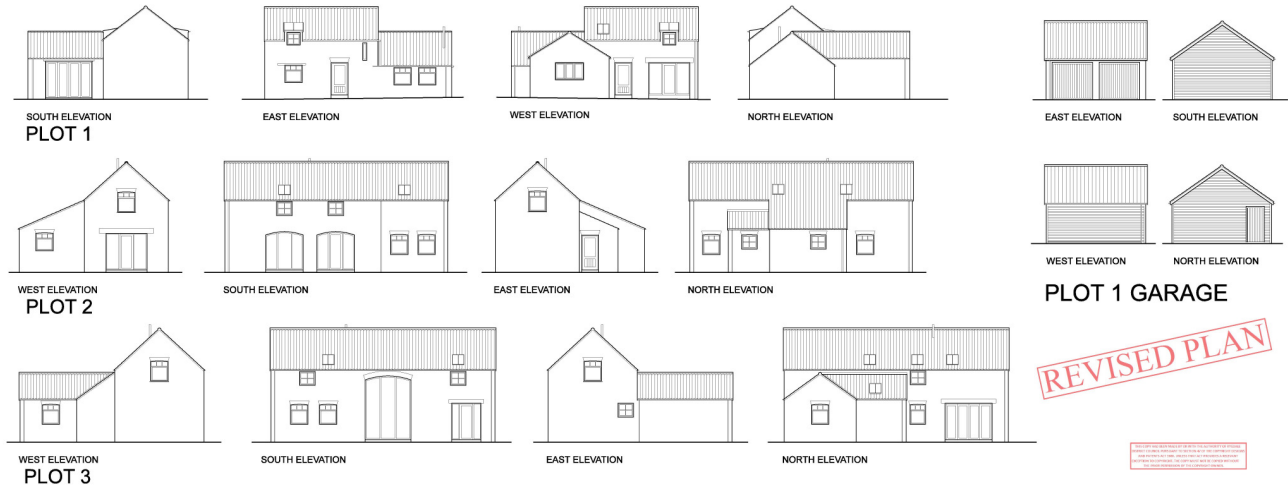 SOUTH ELEVATION
EAST ELEVATION
WEST ELEVATION
NORTH ELEVATION
PLOT 1
EAST ELEVATION
SOUTH ELEVATION
WEST ELEVATION
SOUTH ELEVATION
EAST ELEVATION
NORTH ELEVATION
PLOT 2
WEST ELEVATION
NORTH ELEVATION
PLOT 1 GARAGE
REVISED PLAN
WEST ELEVATION
SOUTH ELEVATION
EAST ELEVATION
NORTH ELEVATION
PLOT 3